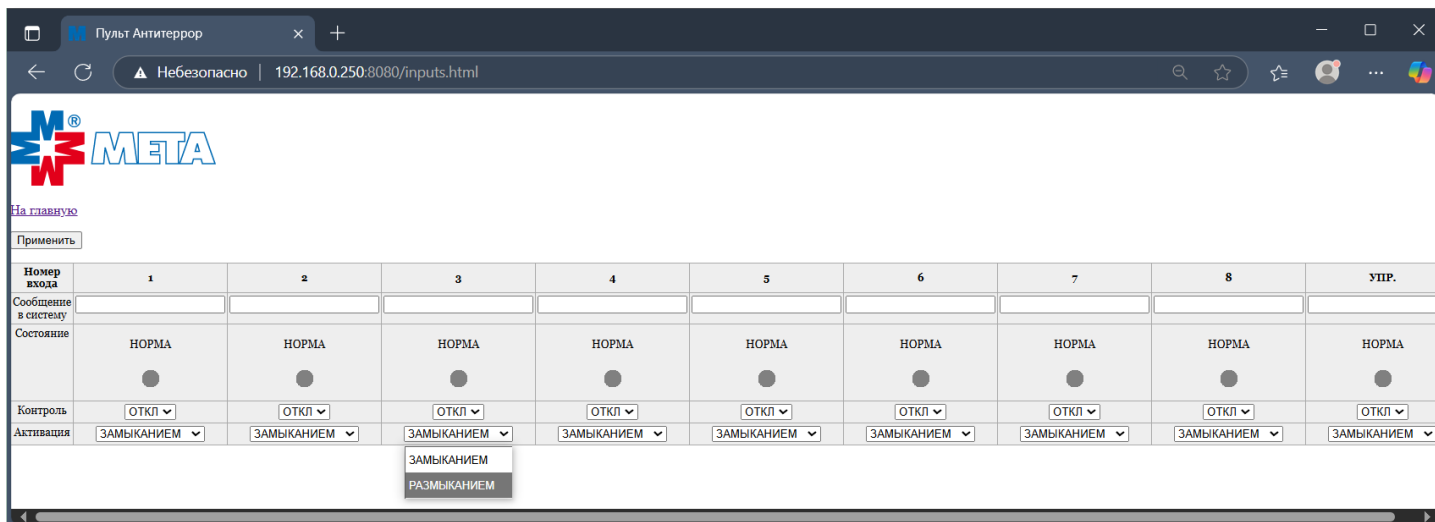 Пульт Антитеррор
Небезопасно 192.168.0.250:8080/inputs.html
МЕТА ®
На главную
Применить
Номер входа 1 2 3 4 5 6 7 8 УПР.
Сообщение в систему
Состояние НОРМА НОРМА НОРМА НОРМА НОРМА НОРМА НОРМА НОРМА НОРМА
Контроль ОТКЛ ОТКЛ ОТКЛ ОТКЛ ОТКЛ ОТКЛ ОТКЛ ОТКЛ ОТКЛ
Активация ЗАМЫКАНИЕМ ЗАМЫКАНИЕМ ЗАМЫКАНИЕМ ЗАМЫКАНИЕМ ЗАМЫКАНИЕМ ЗАМЫКАНИЕМ ЗАМЫКАНИЕМ ЗАМЫКАНИЕМ ЗАМЫКАНИЕМ
ЗАМЫКАНИЕМ
РАЗМЫКАНИЕМ